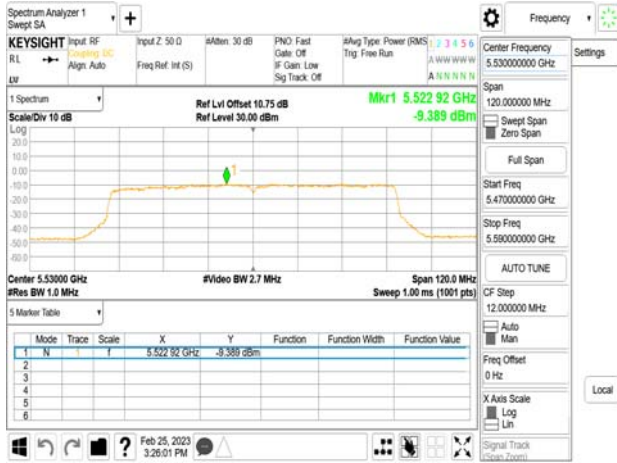 Spectrum Analyzer 1
Swept SA
Frequency
Settings
KEYSIGHT Input: RF
RL Coupling: DC
Align: Auto
Input Z: 50 Ω
Freq Ref: Int (S)
#Atten: 30 dB
PNO: Fast
Gate: Off
IF Gain: Low
Sig Track: Off
#Avg Type: Power (RMS
Trig: Free Run
1 2 3 4 5 6
A W W W W W
A N N N N N
1 Spectrum
Scale/Div 10 dB
Ref Lvl Offset 10.75 dB
Ref Level 30.00 dBm
Mkr1 5.522 92 GHz
-9.389 dBm
Log
20.0
10.0
0.00
-10.0
-20.0
-30.0
-40.0
-50.0
-60.0
1
Center 5.53000 GHz
#Res BW 1.0 MHz
#Video BW 2.7 MHz
Span 120.0 MHz
Sweep 1.00 ms (1001 pts)
5 Marker Table
Mode Trace Scale X Y Function Function Width Function Value
1 N 1 f 5.522 92 GHz -9.389 dBm
2
3
4
5
6
Feb 25, 2023
3:26:01 PM
Center Frequency
5.530000000 GHz
Span
120.000000 MHz
Swept Span
Zero Span
Full Span
Start Freq
5.470000000 GHz
Stop Freq
5.590000000 GHz
AUTO TUNE
CF Step
12.000000 MHz
Auto
Man
Freq Offset
0 Hz
X Axis Scale
Log
Lin
Signal Track
(Span Zoom)
Local